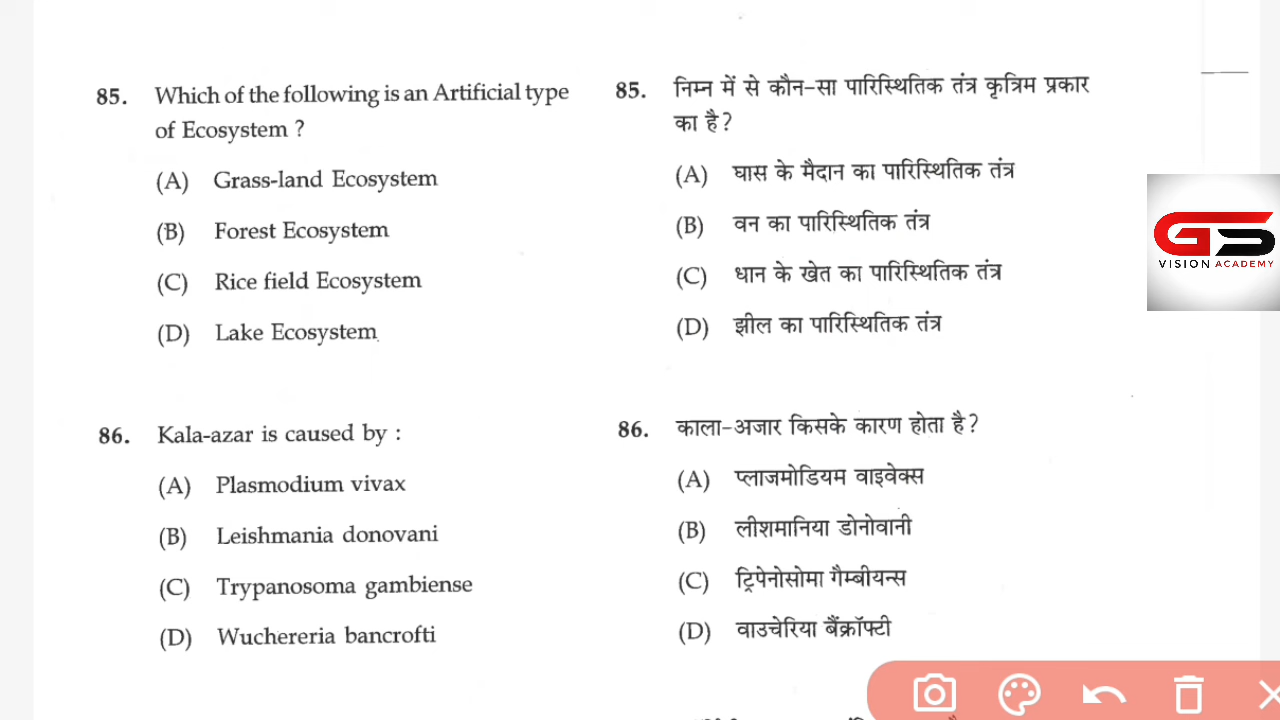 85. Which of the following is an Artificial type
of Ecosystem ?
(A) Grass-land Ecosystem
(B) Forest Ecosystem
(C) Rice field Ecosystem
(D) Lake Ecosystem
86. Kala-azar is caused by :
(A) Plasmodium vivax
(B) Leishmania donovani
(C) Trypanosoma gambiense
(D) Wuchereria bancrofti
85. निम्न में से कौन-सा पारिस्थितिक तंत्र कृत्रिम प्रकार
का है?
(A) घास के मैदान का पारिस्थितिक तंत्र
(B) वन का पारिस्थितिक तंत्र
(C) धान के खेत का पारिस्थितिक तंत्र
(D) झील का पारिस्थितिक तंत्र
86. काला-अजार किसके कारण होता है?
(A) प्लाजमोडियम वाइवेक्स
(B) लीशमानिया डोनोवानी
(C) ट्रिपेनोसोमा गैम्बीयन्स
(D) वाउचेरिया बैंक्रॉफ्टी
GS
VISION ACADEMY